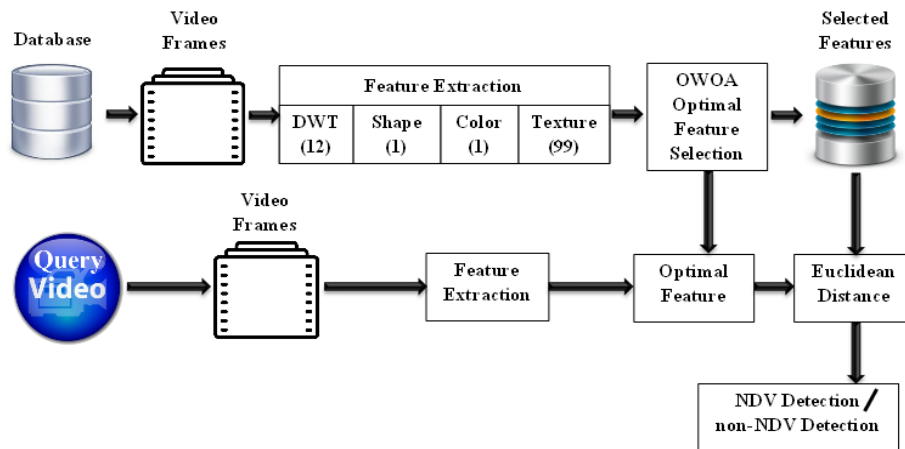 Database
Video
Frames
Feature Extraction
DWT
(12)
Shape
(1)
Color
(1)
Texture
(99)
OWOA
Optimal
Feature
Selection
Selected
Features
Query
Video
Video
Frames
Feature
Extraction
Optimal
Feature
Euclidean
Distance
NDV Detection /
non-NDV Detection